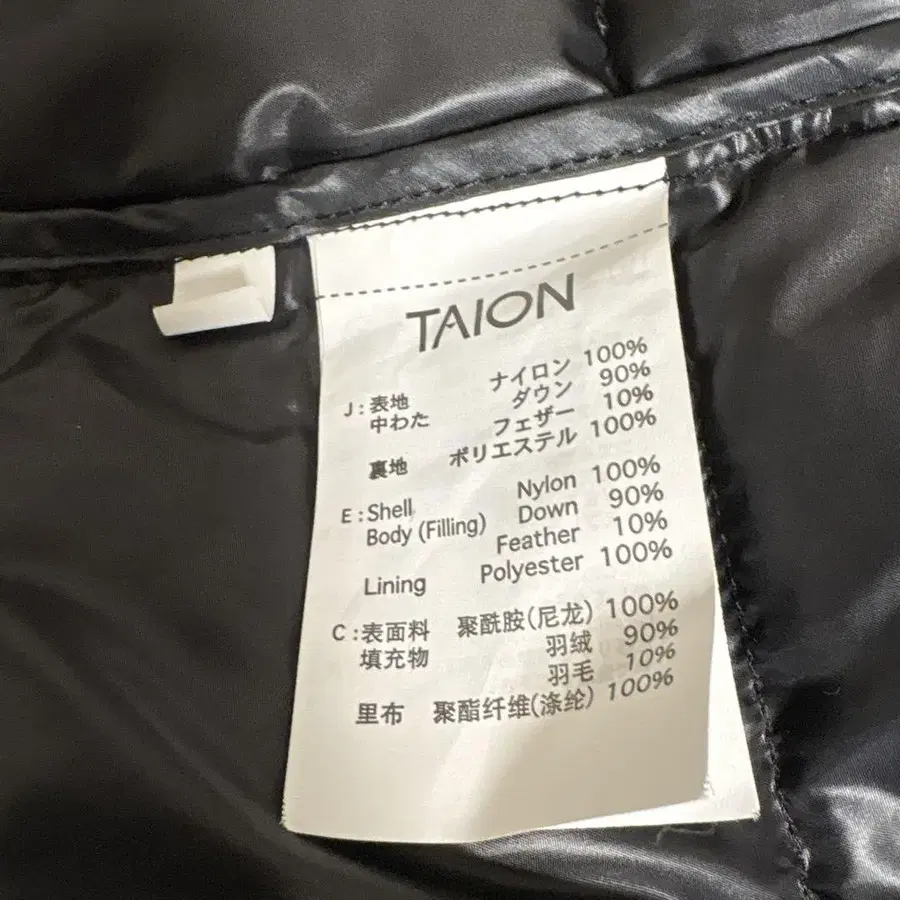 TAION
J:表地 ナイロン 100%
中わた ダウン 90%
フェザー 10%
裏地 ポリエステル 100%
E:Shell Nylon 100%
Body (Filling) Down 90%
Feather 10%
Lining Polyester 100%
C:表面料 聚酰胺(尼龙) 100%
填充物 羽绒 90%
羽毛 10%
里布 聚酯纤维(涤纶) 100%